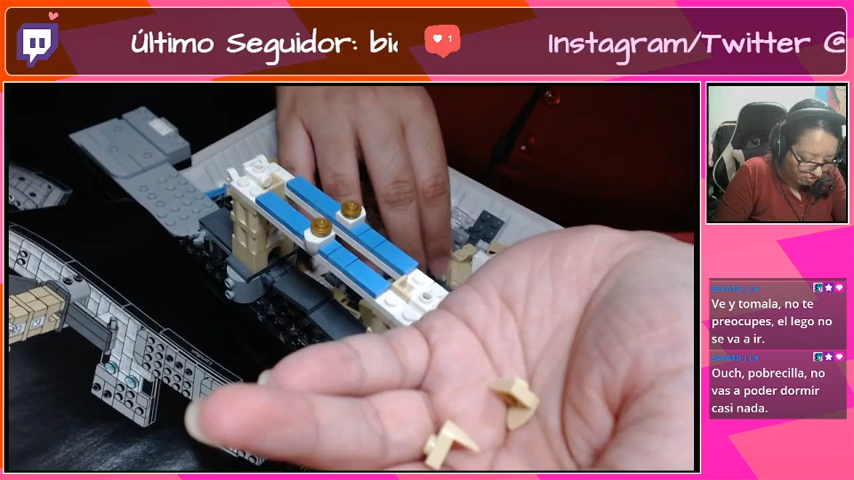 Último Seguidor: bi
1
Instagram/Twitter @
Ve y tomala, no te
preocupes, el lego no
se va a ir.
Ouch, pobrecilla, no
vas a poder dormir
casi nada.